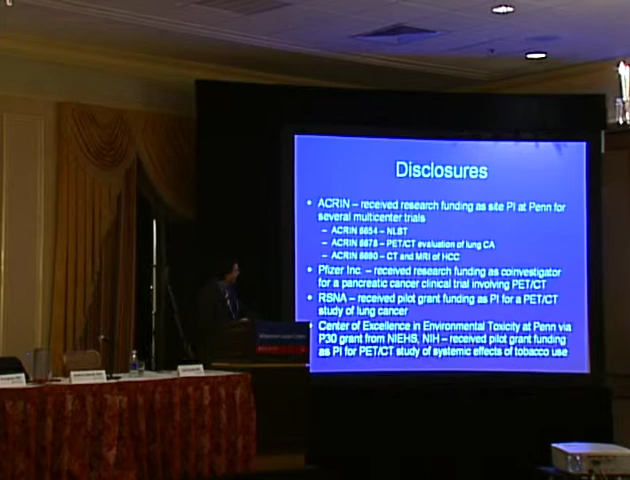 Disclosures
• ACRIN – received research funding as site PI at Penn for
several multicenter trials
– ACRIN 6654 – NLST
– ACRIN 6678 – PET/CT evaluation of lung CA
– ACRIN 6690 – CT and MRI of HCC
• Pfizer Inc. – received research funding as coinvestigator
for a pancreatic cancer clinical trial involving PET/CT
• RSNA – received pilot grant funding as PI for a PET/CT
study of lung cancer
• Center of Excellence in Environmental Toxicity at Penn via
P30 grant from NIEHS, NIH – received pilot grant funding
as PI for PET/CT study of systemic effects of tobacco use